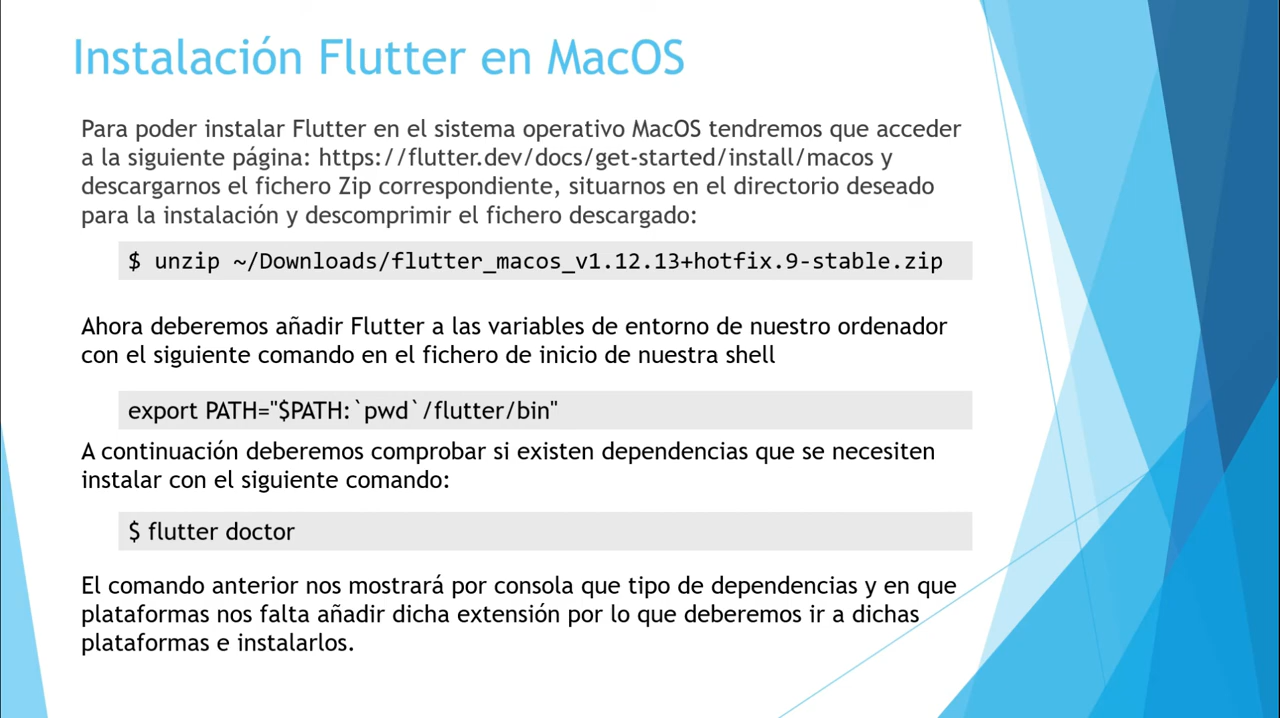 Instalación Flutter en MacOS
Para poder instalar Flutter en el sistema operativo MacOS tendremos que acceder
a la siguiente página: https://flutter.dev/docs/get-started/install/macos y
descargarnos el fichero Zip correspondiente, situarnos en el directorio deseado
para la instalación y descomprimir el fichero descargado:
$ unzip ~/Downloads/flutter_macos_v1.12.13+hotfix.9-stable.zip
Ahora deberemos añadir Flutter a las variables de entorno de nuestro ordenador
con el siguiente comando en el fichero de inicio de nuestra shell
export PATH="$PATH:`pwd`/flutter/bin"
A continuación deberemos comprobar si existen dependencias que se necesiten
instalar con el siguiente comando:
$ flutter doctor
El comando anterior nos mostrará por consola que tipo de dependencias y en que
plataformas nos falta añadir dicha extensión por lo que deberemos ir a dichas
plataformas e instalarlos.